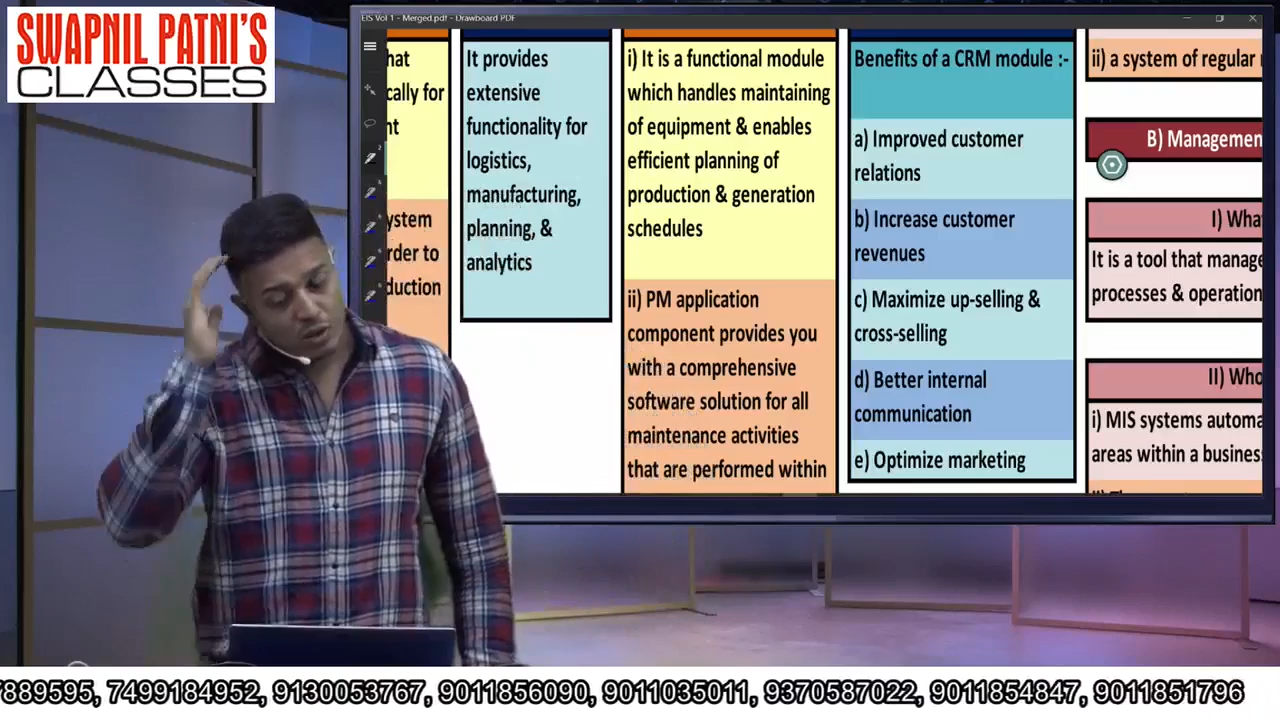 SWAPNIL PATNI'S
CLASSES
EIS Vol 1 - Merged.pdf - Drawboard PDF
hat
cally for
nt
ystem
rder to
duction
It provides
extensive
functionality for
logistics,
manufacturing,
planning, &
analytics
i) It is a functional module
which handles maintaining
of equipment & enables
efficient planning of
production & generation
schedules
ii) PM application
component provides you
with a comprehensive
software solution for all
maintenance activities
that are performed within
Benefits of a CRM module :-
a) Improved customer
relations
b) Increase customer
revenues
c) Maximize up-selling &
cross-selling
d) Better internal
communication
e) Optimize marketing
ii) a system of regular
B) Managemen
I) Wha
It is a tool that manage
processes & operation
II) Who
i) MIS systems automa
areas within a business
7889595, 7499184952, 9130053767, 9011856090, 9011035011, 9370587022, 9011854847, 9011851796